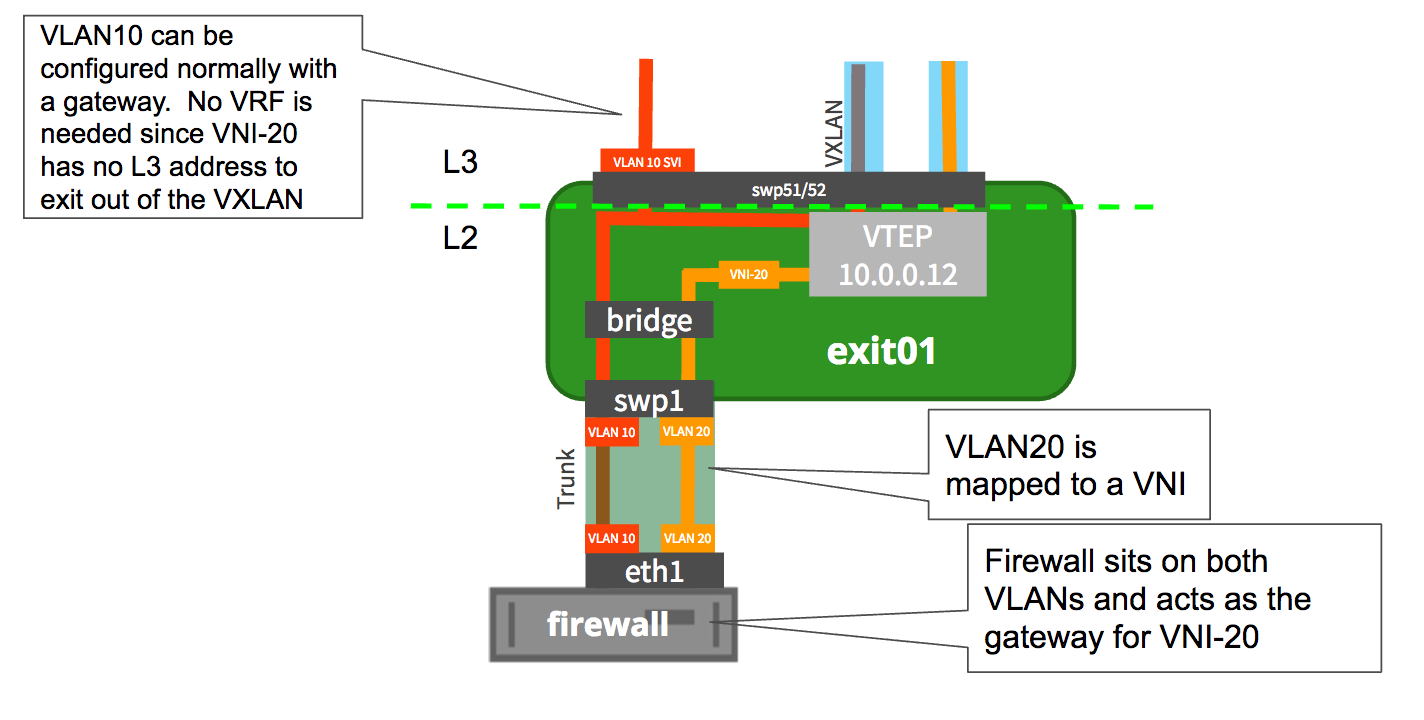 VLAN10 can be
configured normally with
a gateway.  No VRF is
needed since VNI-20
has no L3 address to
exit out of the VXLAN
L3
L2
VLAN 10 SVI
VXLAN
swp51/52
VTEP
10.0.0.12
VNI-20
bridge
exit01
swp1
VLAN 10 VLAN 20
Trunk
VLAN 10 VLAN 20
eth1
firewall
VLAN20 is
mapped to a VNI
Firewall sits on both
VLANs and acts as the
gateway for VNI-20